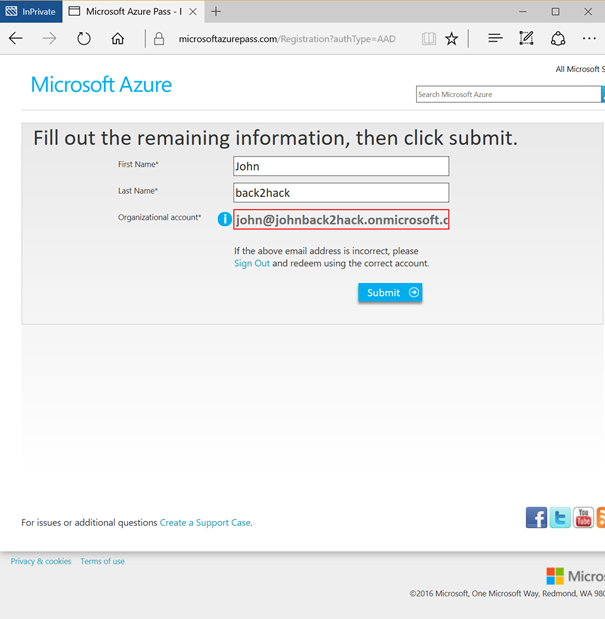 InPrivate
Microsoft Azure Pass - I
microsoftazurepass.com/Registration?authType=AAD
All Microsoft S
Microsoft Azure
Search Microsoft Azure
Fill out the remaining information, then click submit.
First Name*
John
Last Name*
back2hack
Organizational account*
john@johnback2hack.onmicrosoft.c
If the above email address is incorrect, please
Sign Out and redeem using the correct account.
Submit
For issues or additional questions Create a Support Case.
You Tube
Privacy & cookies Terms of use
Micros
©2016 Microsoft, One Microsoft Way, Redmond, WA 980